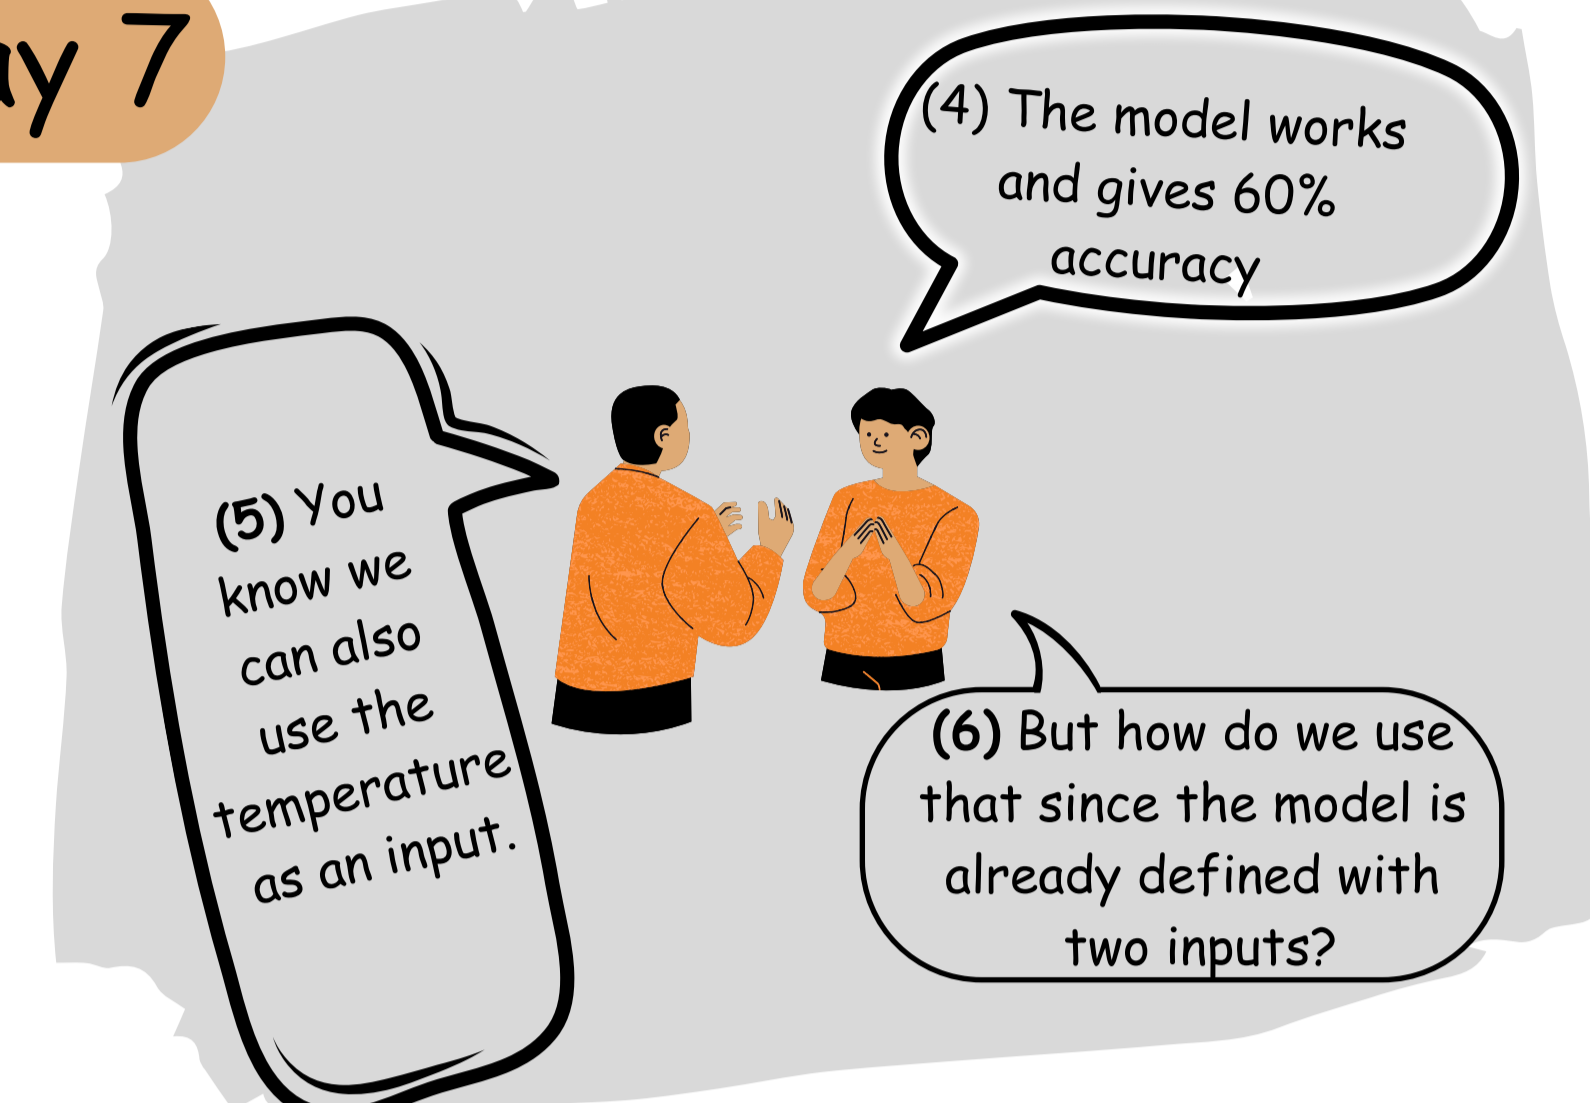 7
(4) The model works
and gives 60%
accuracy
(5) You
know we
can also
use the
temperature
as an input.
(6) But how do we use
that since the model is
already defined with
two inputs?